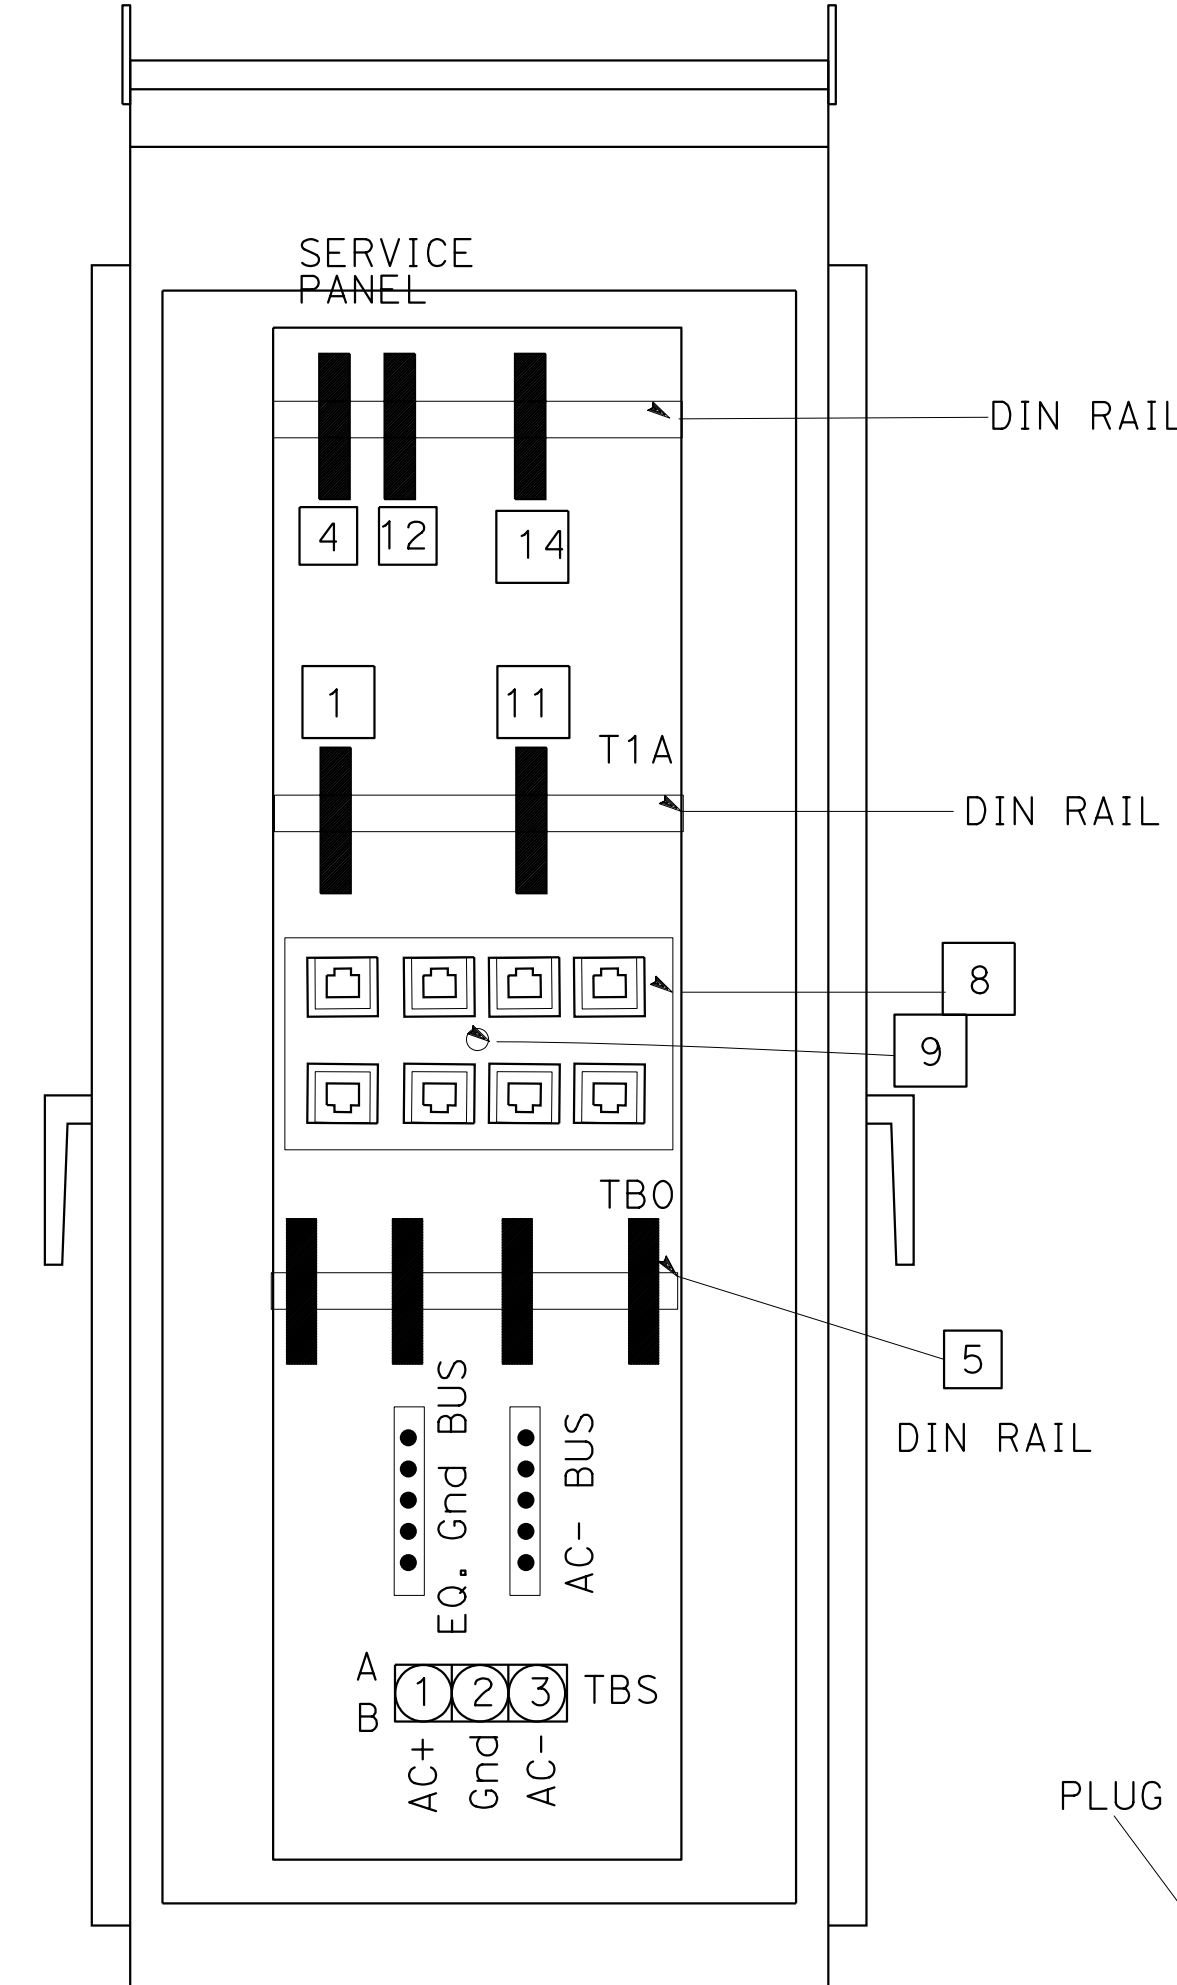 SERVICE
PANEL
DIN RAIL
4
12
14
1
11
T1A
DIN RAIL
8
9
TBO
5
DIN RAIL
EQ. Gnd BUS
AC- BUS
A
B
1
2
3
TBS
AC+
Gnd
AC-
PLUG